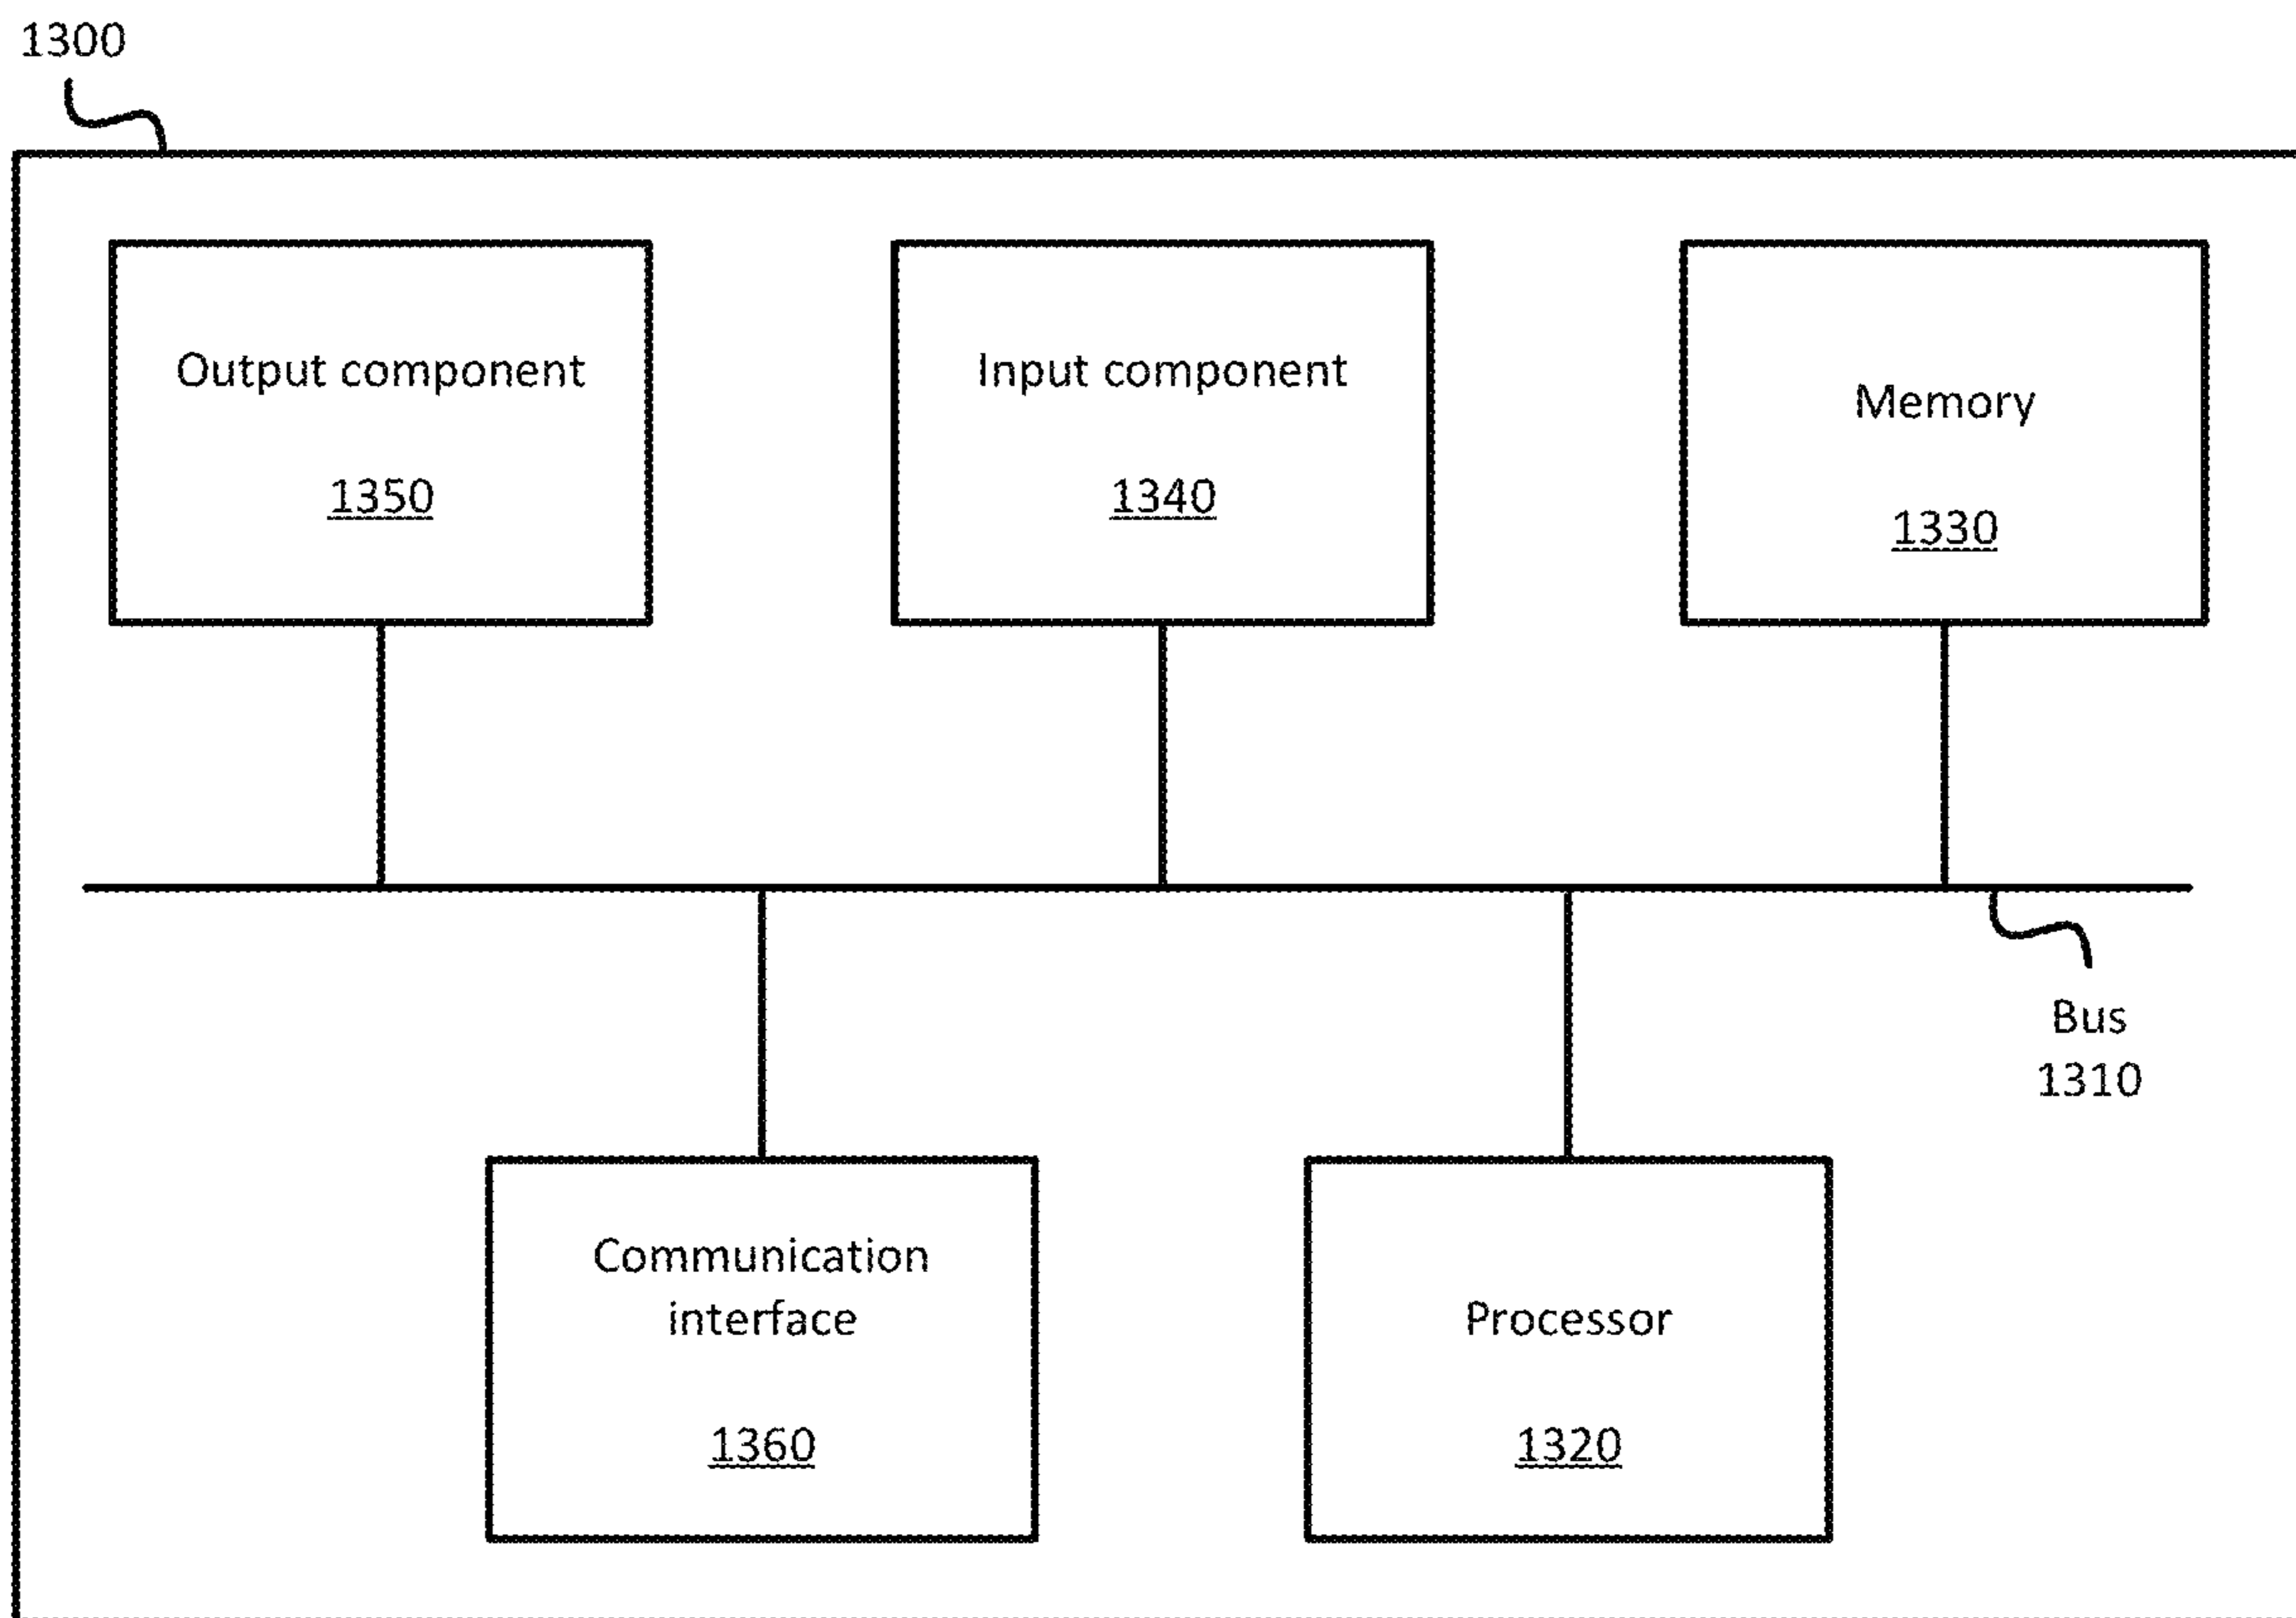 1300
Output component
1350
Input component
1340
Memory
1330
Bus
1310
Communication
interface
1360
Processor
1320